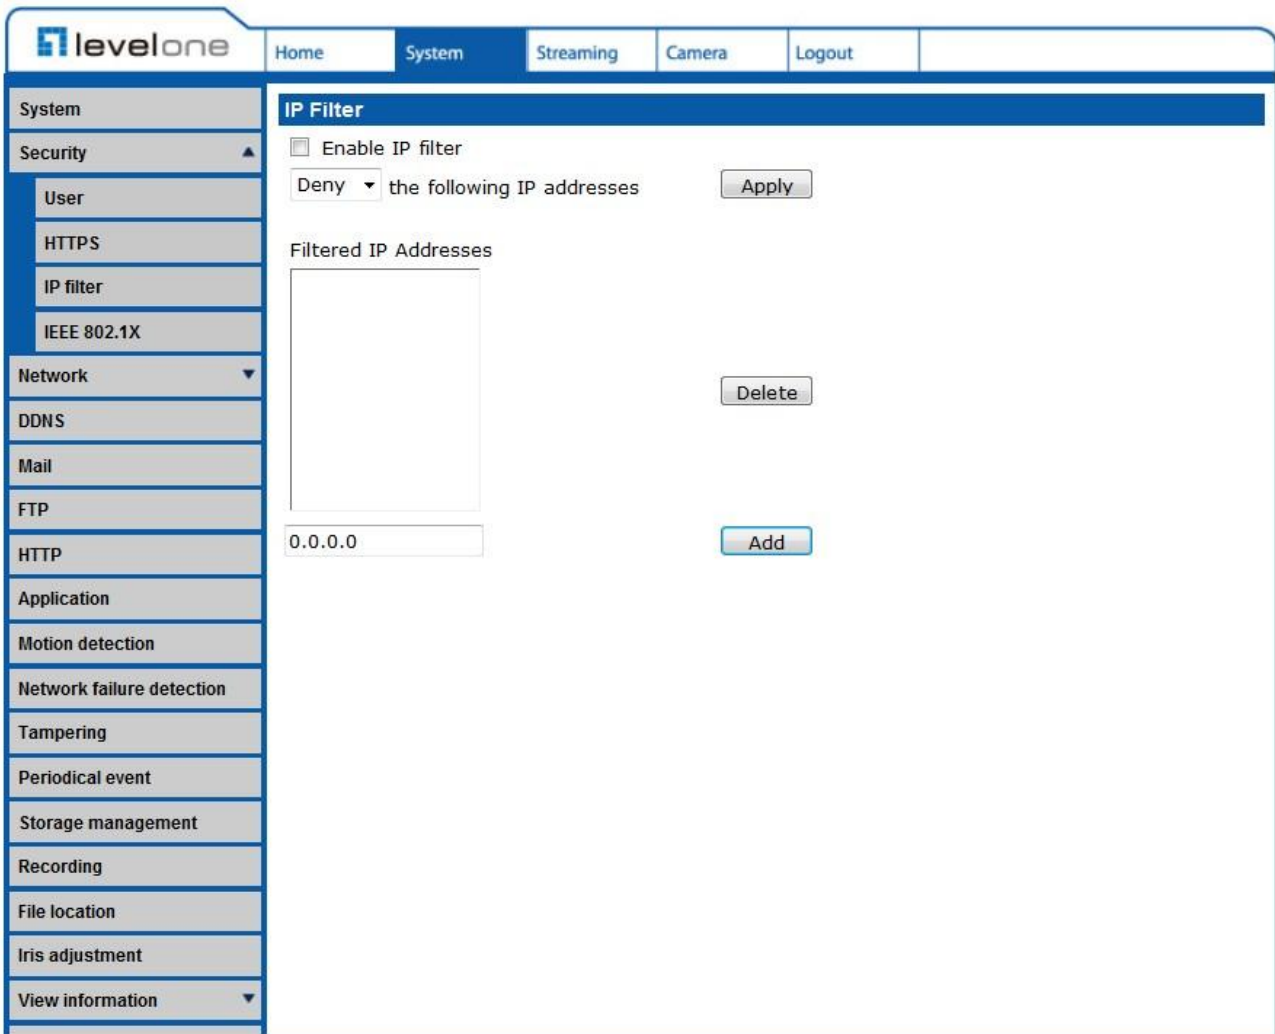 levelone
Home System Streaming Camera Logout
System
Security
User
HTTPS
IP filter
IEEE 802.1X
Network
DDNS
Mail
FTP
HTTP
Application
Motion detection
Network failure detection
Tampering
Periodical event
Storage management
Recording
File location
Iris adjustment
View information
IP Filter
Enable IP filter
Deny the following IP addresses Apply
Filtered IP Addresses
Delete
0.0.0.0 Add